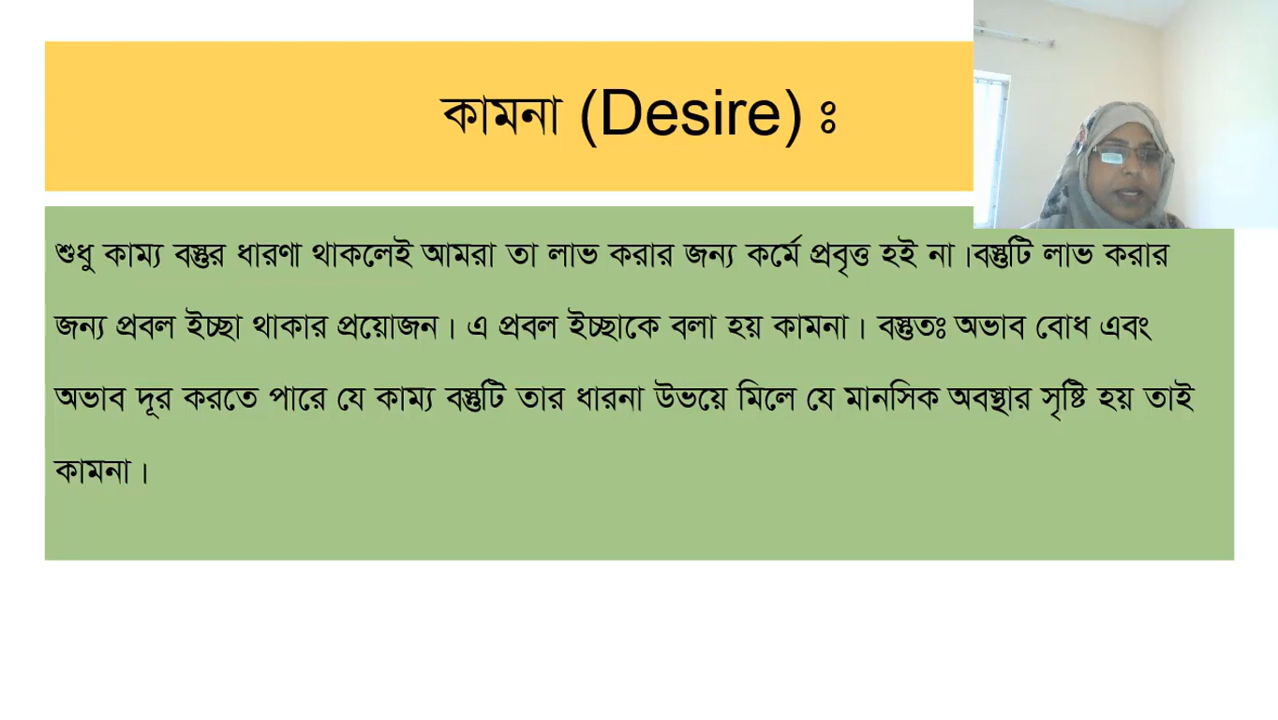 কামনা (Desire) ঃ
শুধু কাম্য বস্তুর ধারণা থাকলেই আমরা তা লাভ করার জন্য কর্মে প্রবৃত্ত হই না।বস্তুটি লাভ করার
জন্য প্রবল ইচ্ছা থাকার প্রয়োজন। এ প্রবল ইচ্ছাকে বলা হয় কামনা। বস্তুতঃ অভাব বোধ এবং
অভাব দূর করতে পারে যে কাম্য বস্তুটি তার ধারনা উভয়ে মিলে যে মানসিক অবস্থার সৃষ্টি হয় তাই
কামনা।